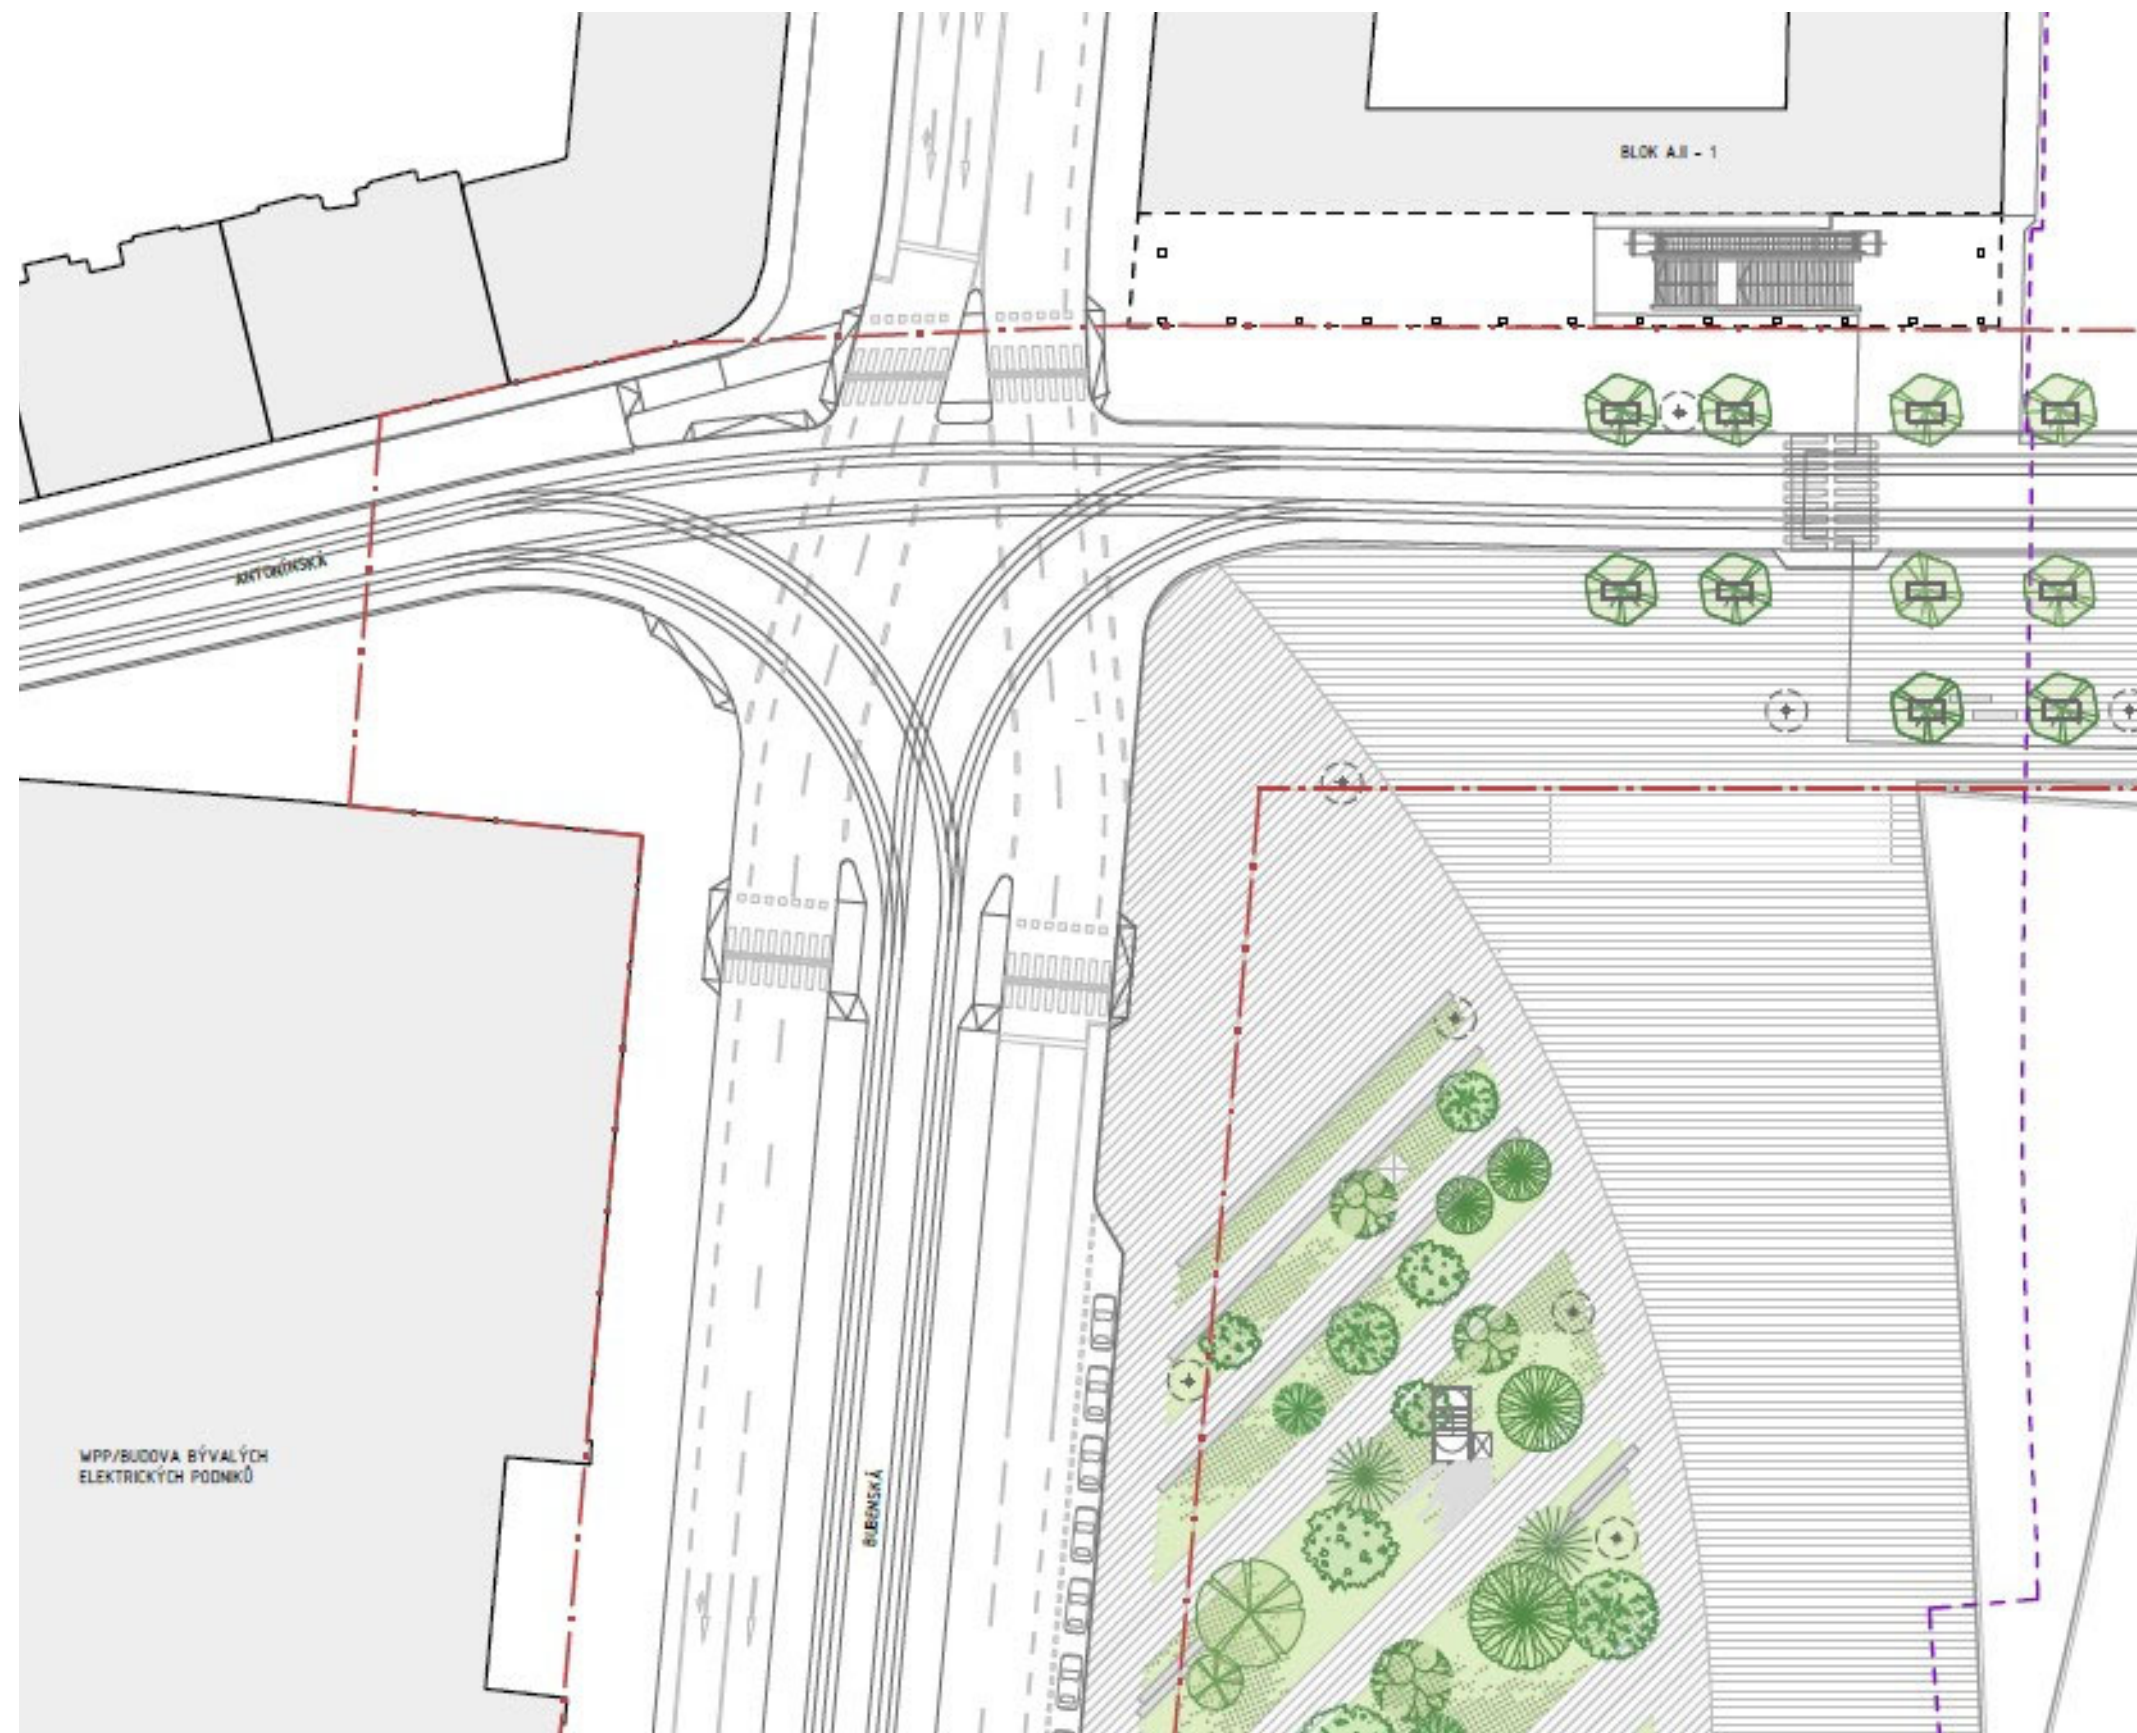 BLOK A.II - 1
ANTONÍNSKÁ
WPP/BUDOVA BÝVALÝCH
ELEKTRICKÝCH PODNIKŮ
BUBENSKÁ